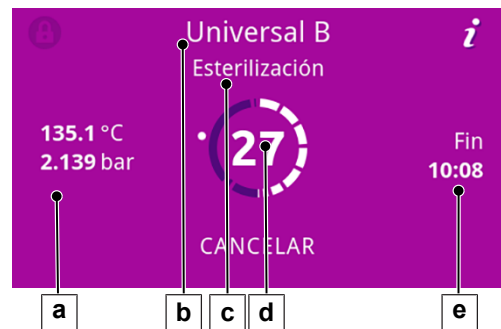 Universal B
i
Esterilización
135.1 °C
2.139 bar
27
Fin
10:08
CANCELAR
a
b
c
d
e